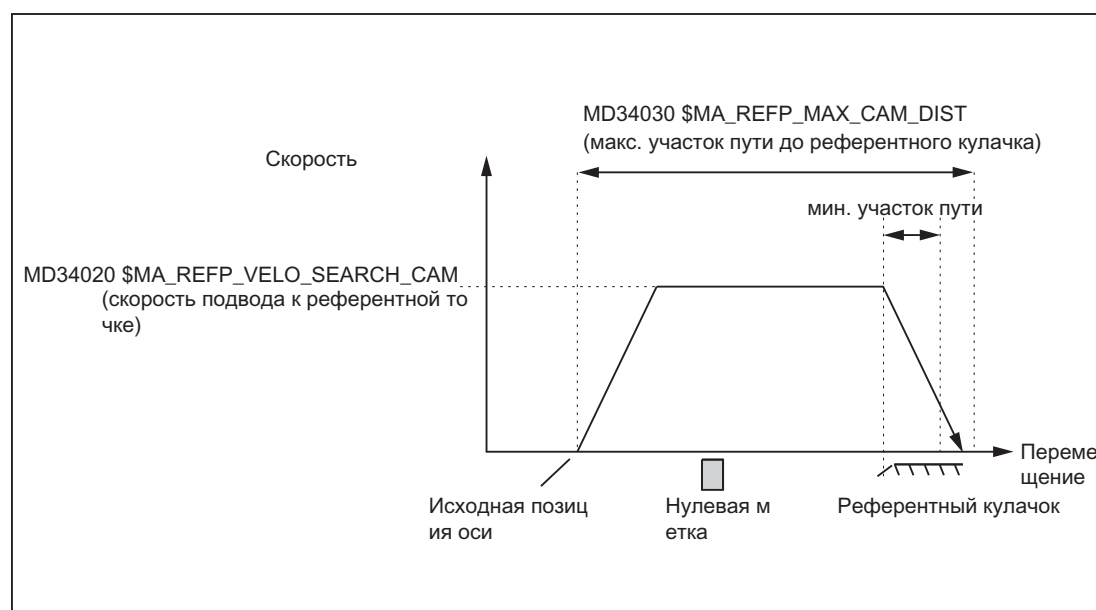 MD34030 $MA_REFP_MAX_CAM_DIST
(макс. участок пути до референтного кулачка)
Скорость
мин. участок пути
MD34020 $MA_REFP_VELO_SEARCH_CAM
(скорость подвода к референтной то
чке)
Переме
щение
Исходная позиц
ия оси
Нулевая м
етка
Референтный кулачок